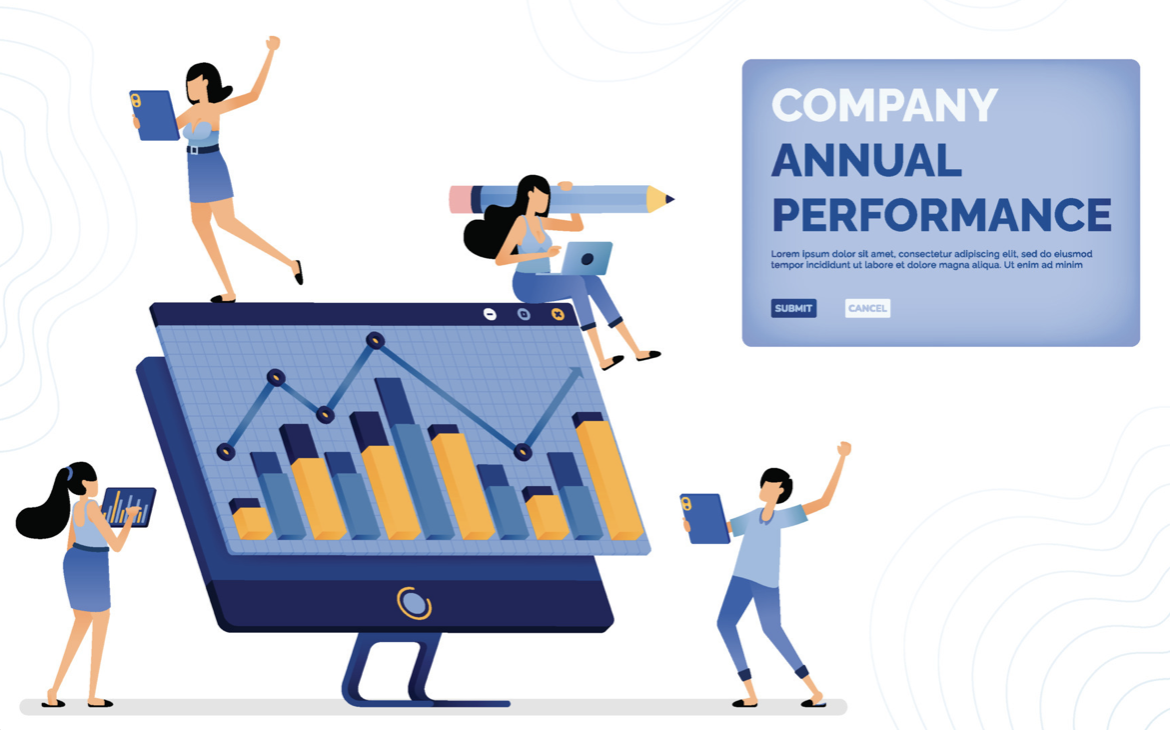 COMPANY
ANNUAL
PERFORMANCE
Lorem ipsum dolor sit amet, consectetur adipiscing elit, sed do eiusmod
tempor incididunt ut labore et dolore magna aliqua. Ut enim ad minim
SUBMIT CANCEL